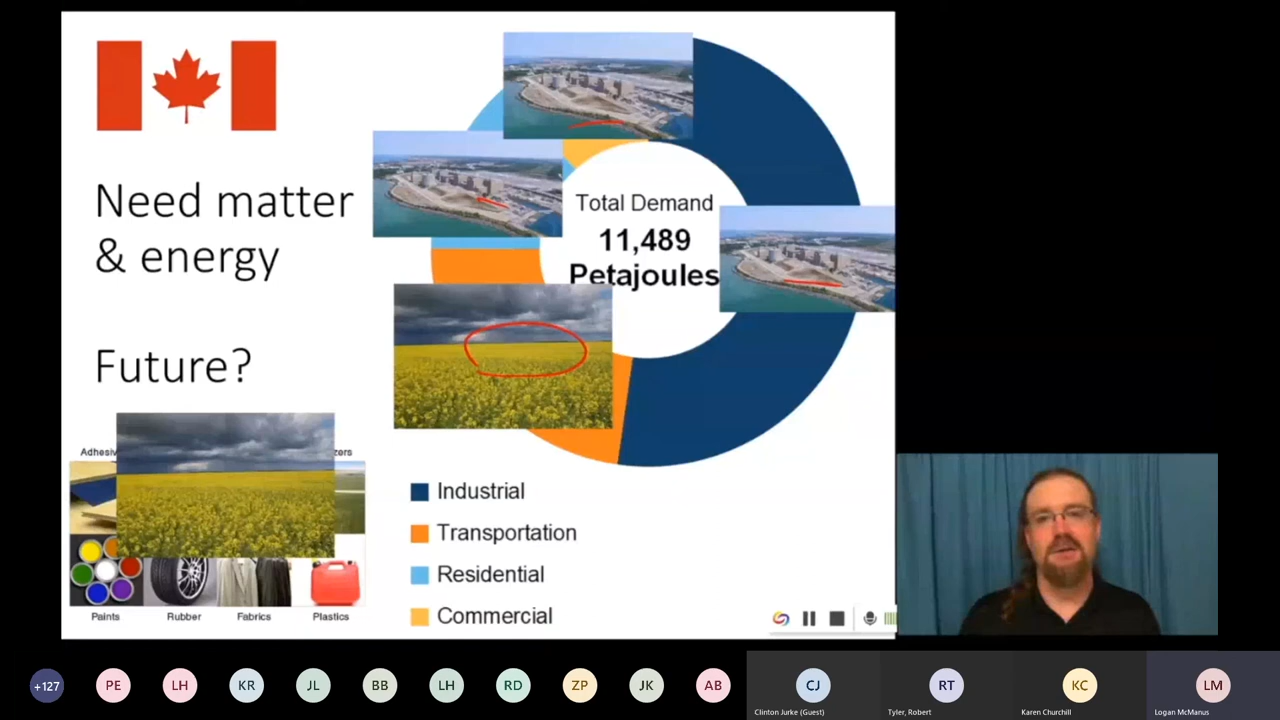 Need matter
& energy
Future?
Total Demand
11,489
Petajoules
Industrial
Transportation
Residential
Commercial
Paints
Rubber
Fabrics
Plastics
+127
PE
LH
KR
JL
BB
LH
RD
ZP
JK
AB
CJ
RT
KC
LM
Clinton Jurke (Guest)
Tyler, Robert
Karen Churchill
Logan McManus